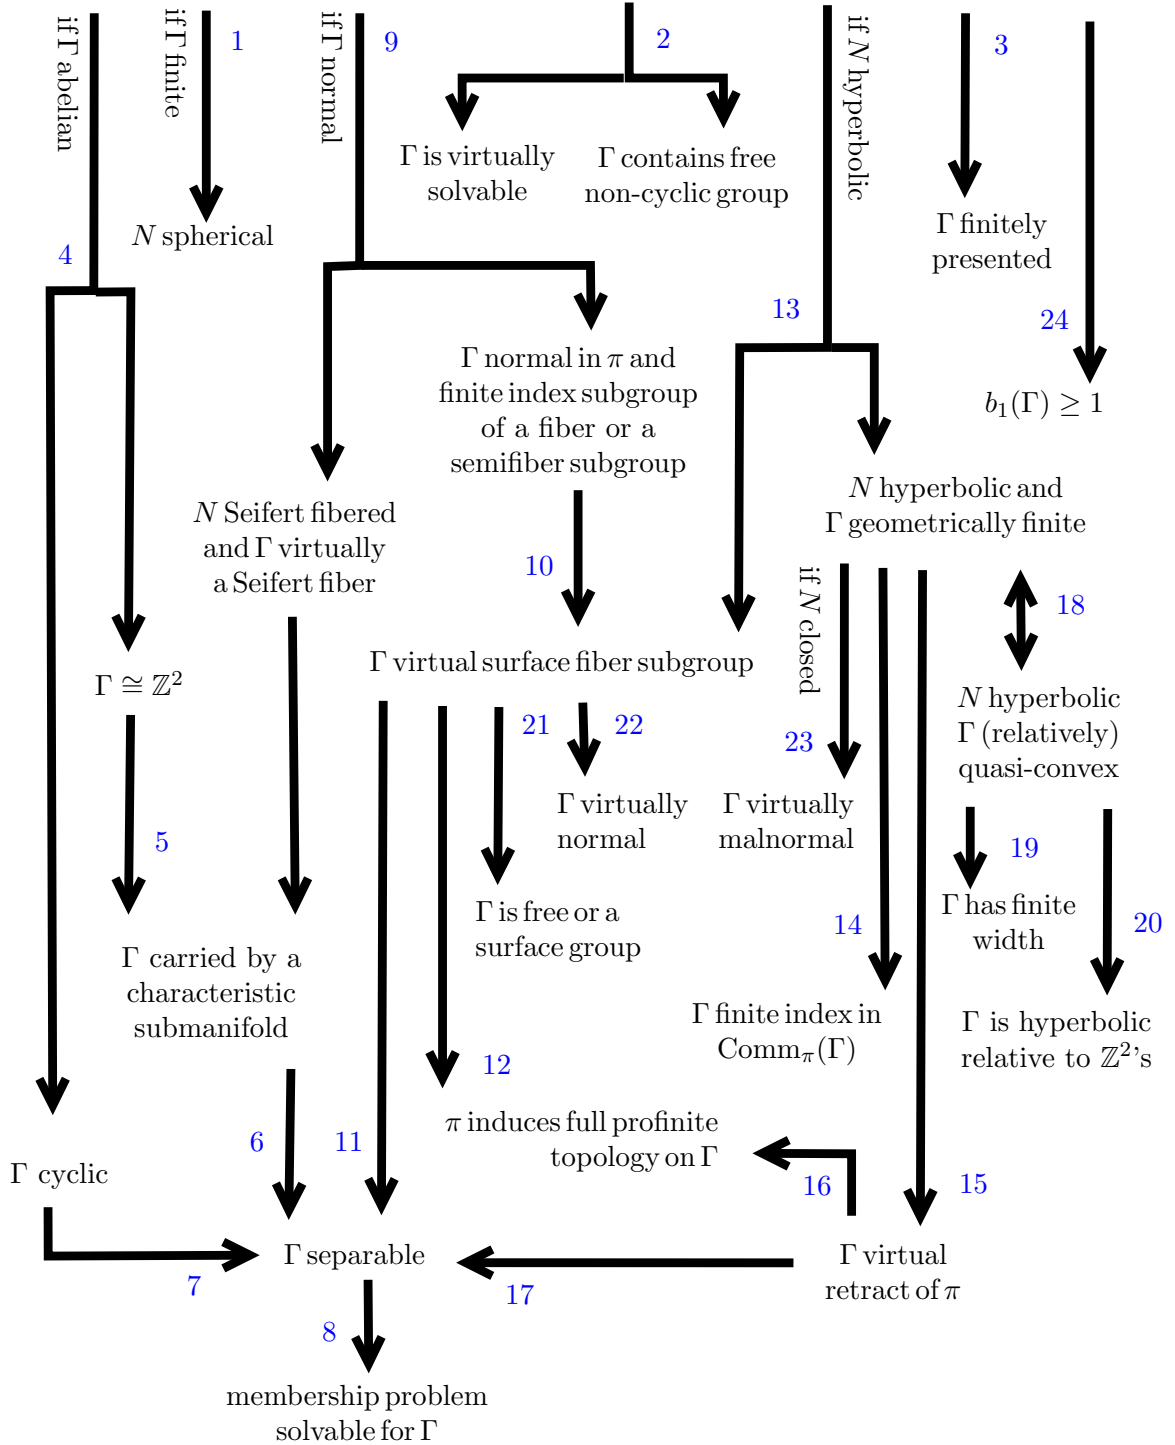 if Γ abelian
if Γ finite
1
if Γ normal
9
2
if N hyperbolic
3
Γ is virtually
solvable
Γ contains free
non-cyclic group
N spherical
4
Γ finitely
presented
13
24
Γ normal in π and
finite index subgroup
of a fiber or a
semifiber subgroup
b₁(Γ) ≥ 1
N Seifert fibered
and Γ virtually
a Seifert fiber
N hyperbolic and
Γ geometrically finite
10
if N closed
18
Γ virtual surface fiber subgroup
Γ ≅ ℤ²
N hyperbolic
Γ (relatively)
quasi-convex
21
22
23
Γ virtually
normal
Γ virtually
malnormal
5
19
Γ has finite
width
14
20
Γ is free or a
surface group
Γ carried by a
characteristic
submanifold
Γ finite index in
Comm_π(Γ)
Γ is hyperbolic
relative to ℤ²'s
12
π induces full profinite
topology on Γ
6
11
Γ cyclic
16
15
Γ separable
Γ virtual
retract of π
7
17
8
membership problem
solvable for Γ